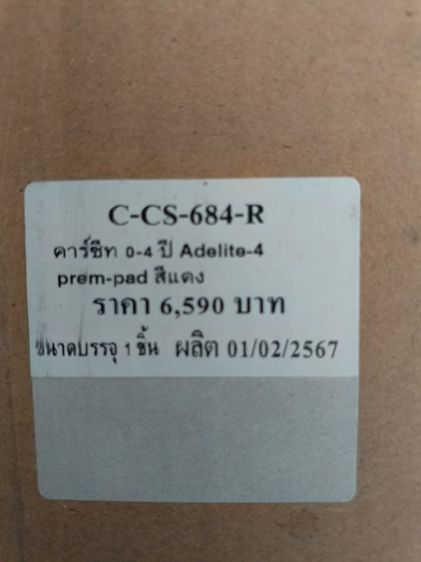 C-CS-684-R
คาร์ซีท 0-4 ปี Adelite-4
prem-pad สีแดง
ราคา 6,590 บาท
ขนาดบรรจุ 1 ชิ้น ผลิต 01/02/2567